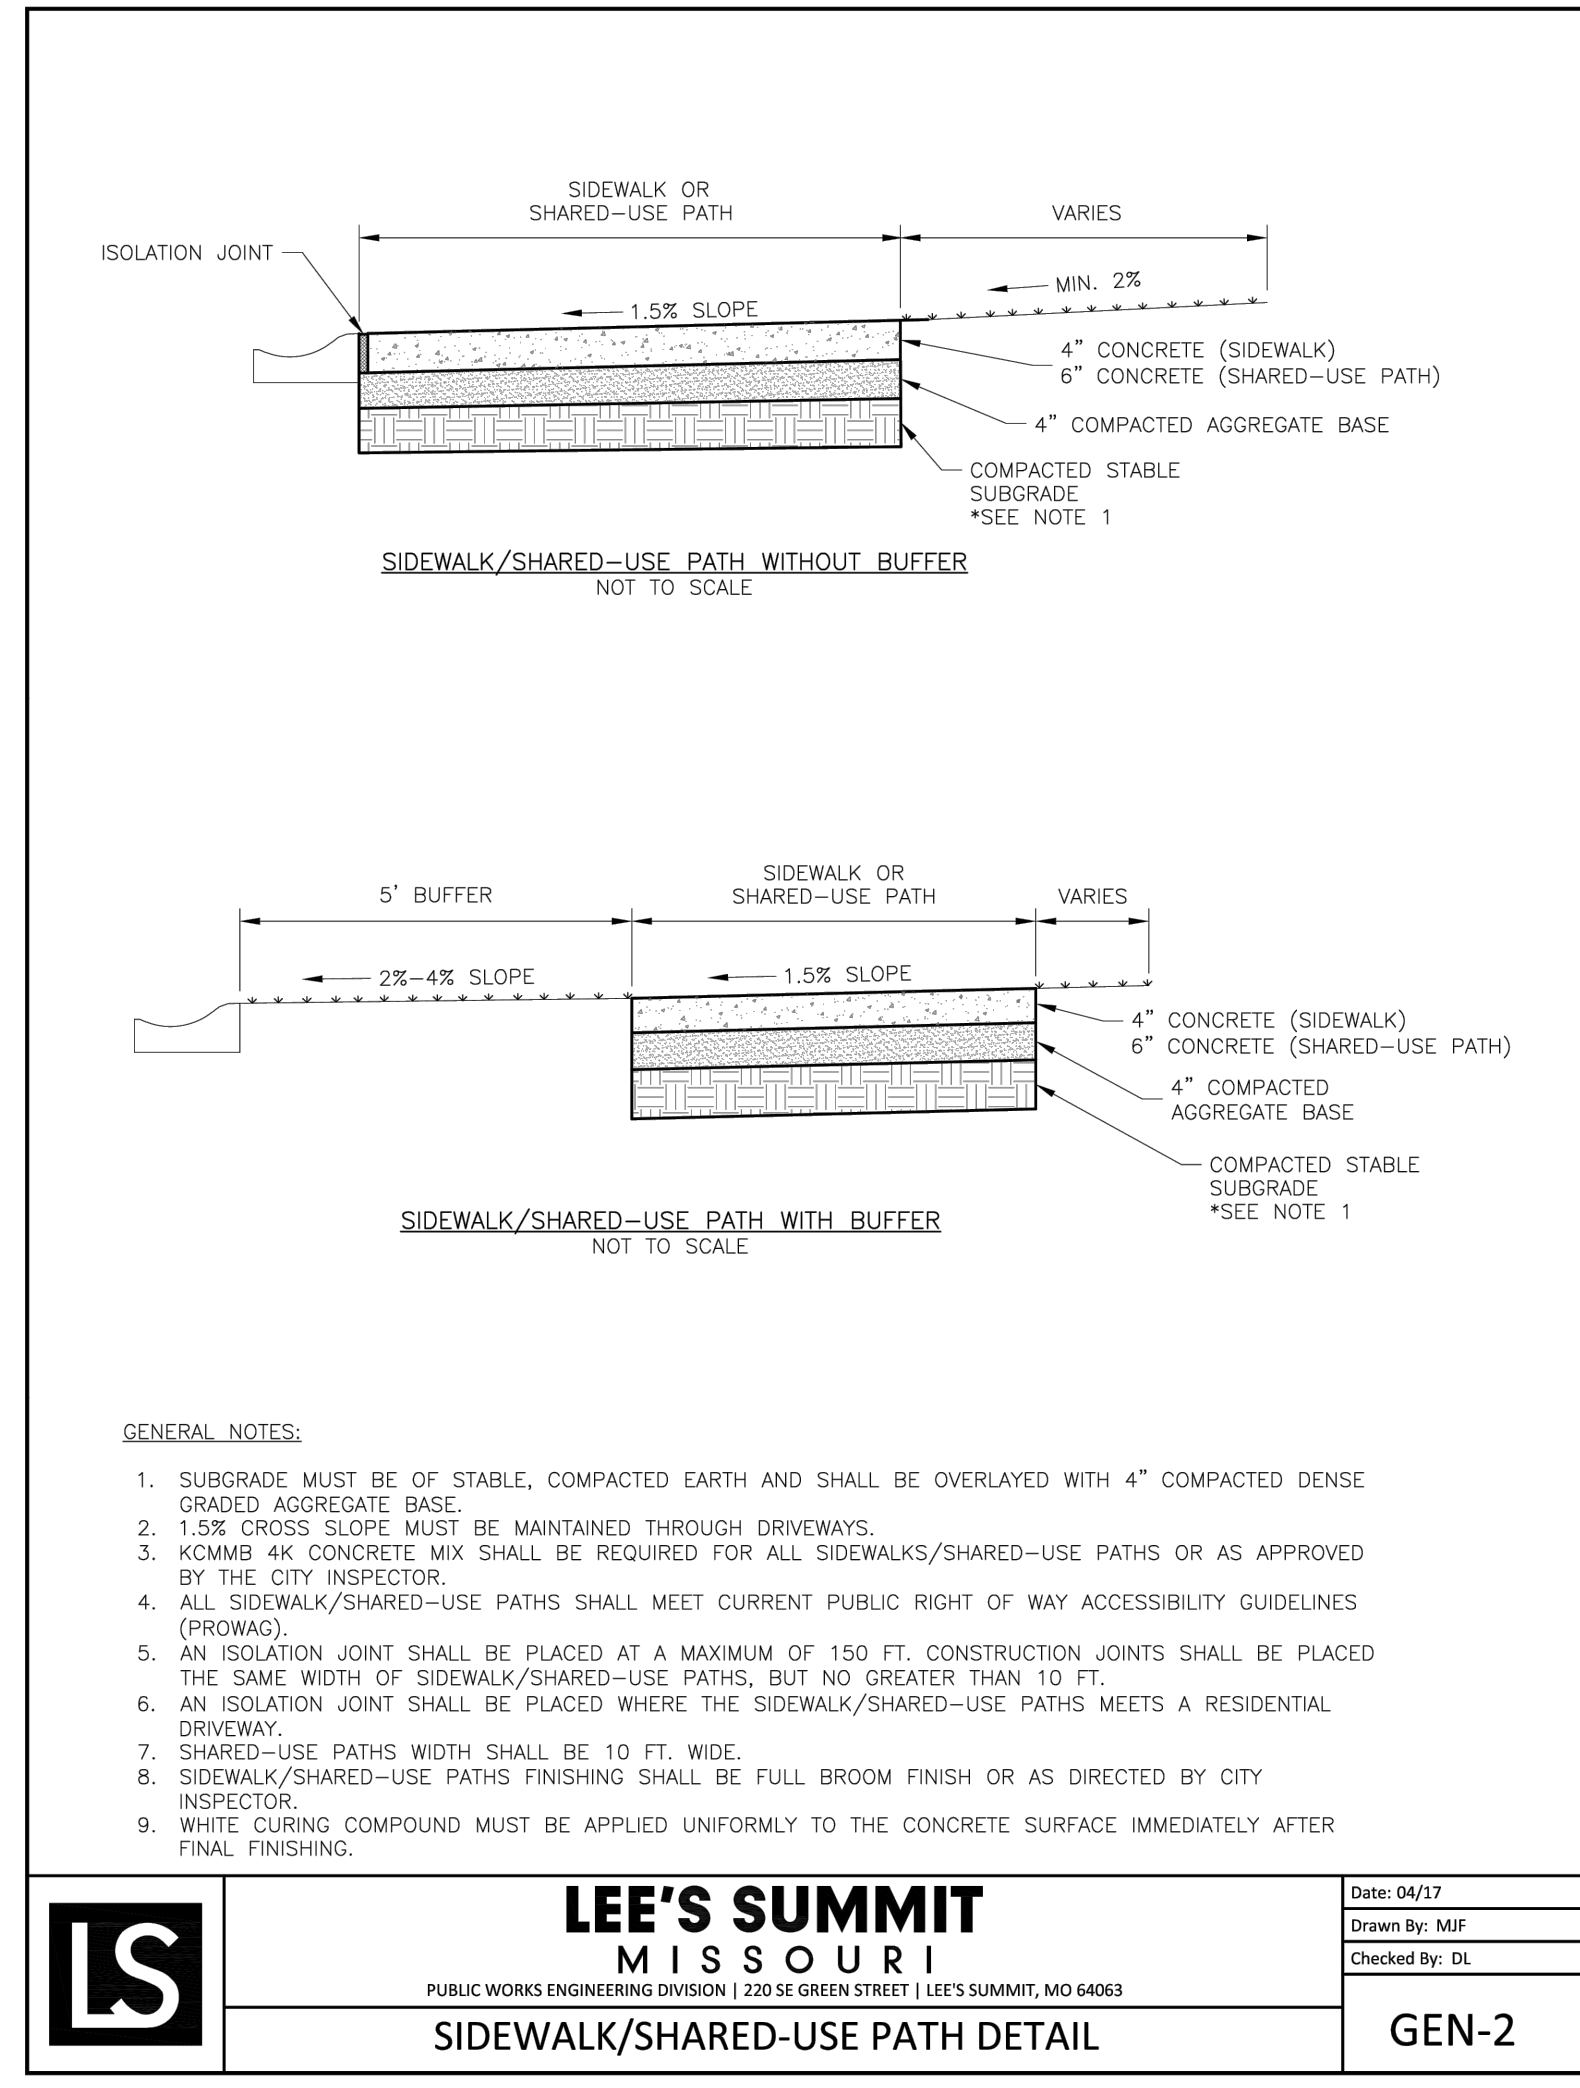 SIDEWALK OR
SHARED-USE PATH
VARIES
ISOLATION JOINT
MIN. 2%
1.5% SLOPE
4" CONCRETE (SIDEWALK)
6" CONCRETE (SHARED-USE PATH)
4" COMPACTED AGGREGATE BASE
COMPACTED STABLE
SUBGRADE
*SEE NOTE 1
SIDEWALK/SHARED-USE PATH WITHOUT BUFFER
NOT TO SCALE
5' BUFFER
SIDEWALK OR
SHARED-USE PATH
VARIES
2%-4% SLOPE
1.5% SLOPE
4" CONCRETE (SIDEWALK)
6" CONCRETE (SHARED-USE PATH)
4" COMPACTED
AGGREGATE BASE
COMPACTED STABLE
SUBGRADE
*SEE NOTE 1
SIDEWALK/SHARED-USE PATH WITH BUFFER
NOT TO SCALE
GENERAL NOTES:
1. SUBGRADE MUST BE OF STABLE, COMPACTED EARTH AND SHALL BE OVERLAYED WITH 4" COMPACTED DENSE
GRADED AGGREGATE BASE.
2. 1.5% CROSS SLOPE MUST BE MAINTAINED THROUGH DRIVEWAYS.
3. KCMMB 4K CONCRETE MIX SHALL BE REQUIRED FOR ALL SIDEWALKS/SHARED-USE PATHS OR AS APPROVED
BY THE CITY INSPECTOR.
4. ALL SIDEWALK/SHARED-USE PATHS SHALL MEET CURRENT PUBLIC RIGHT OF WAY ACCESSIBILITY GUIDELINES
(PROWAG).
5. AN ISOLATION JOINT SHALL BE PLACED AT A MAXIMUM OF 150 FT. CONSTRUCTION JOINTS SHALL BE PLACED
THE SAME WIDTH OF SIDEWALK/SHARED-USE PATHS, BUT NO GREATER THAN 10 FT.
6. AN ISOLATION JOINT SHALL BE PLACED WHERE THE SIDEWALK/SHARED-USE PATHS MEETS A RESIDENTIAL
DRIVEWAY.
7. SHARED-USE PATHS WIDTH SHALL BE 10 FT. WIDE.
8. SIDEWALK/SHARED-USE PATHS FINISHING SHALL BE FULL BROOM FINISH OR AS DIRECTED BY CITY
INSPECTOR.
9. WHITE CURING COMPOUND MUST BE APPLIED UNIFORMLY TO THE CONCRETE SURFACE IMMEDIATELY AFTER
FINAL FINISHING.
LS
LEE'S SUMMIT
MISSOURI
PUBLIC WORKS ENGINEERING DIVISION | 220 SE GREEN STREET | LEE'S SUMMIT, MO 64063
SIDEWALK/SHARED-USE PATH DETAIL
Date: 04/17
Drawn By: MJF
Checked By: DL
GEN-2